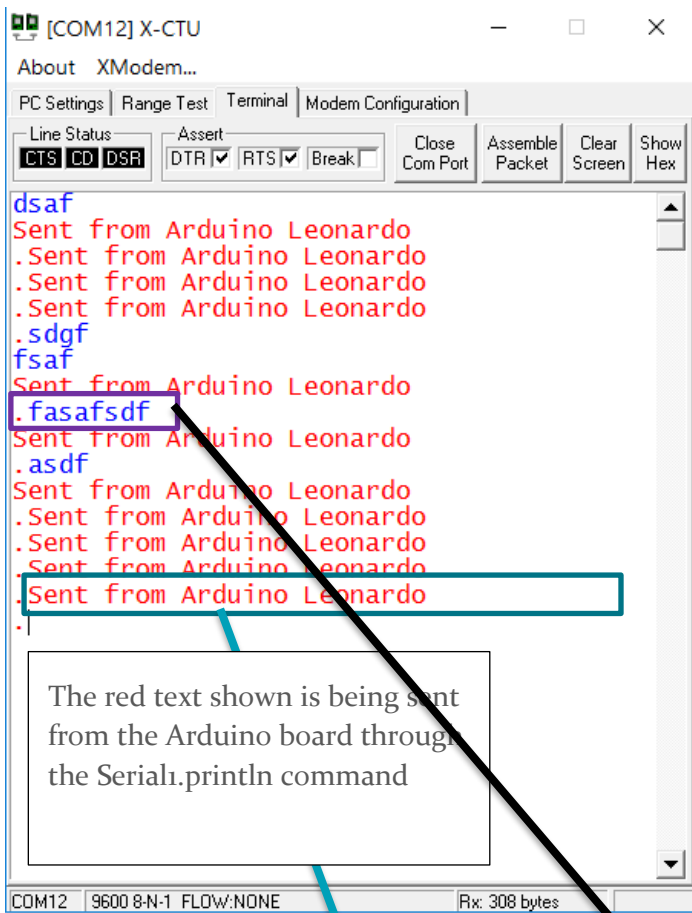 [COM12] X-CTU
About XModem...
PC Settings Range Test Terminal Modem Configuration
Line Status Assert
CTS CD DSR DTR RTS Break Close Com Port Assemble Packet Clear Screen Show Hex
dsaf
Sent from Arduino Leonardo
.Sent from Arduino Leonardo
.Sent from Arduino Leonardo
.Sent from Arduino Leonardo
.sdgf
fsaf
Sent from Arduino Leonardo
.fasafsdf
Sent from Arduino Leonardo
.asdf
Sent from Arduino Leonardo
.Sent from Arduino Leonardo
.Sent from Arduino Leonardo
.Sent from Arduino Leonardo
.Sent from Arduino Leonardo
.
The red text shown is being sent
from the Arduino board through
the Serial1.println command
COM12 9600 8-N-1 FLOW:NONE Rx: 308 bytes